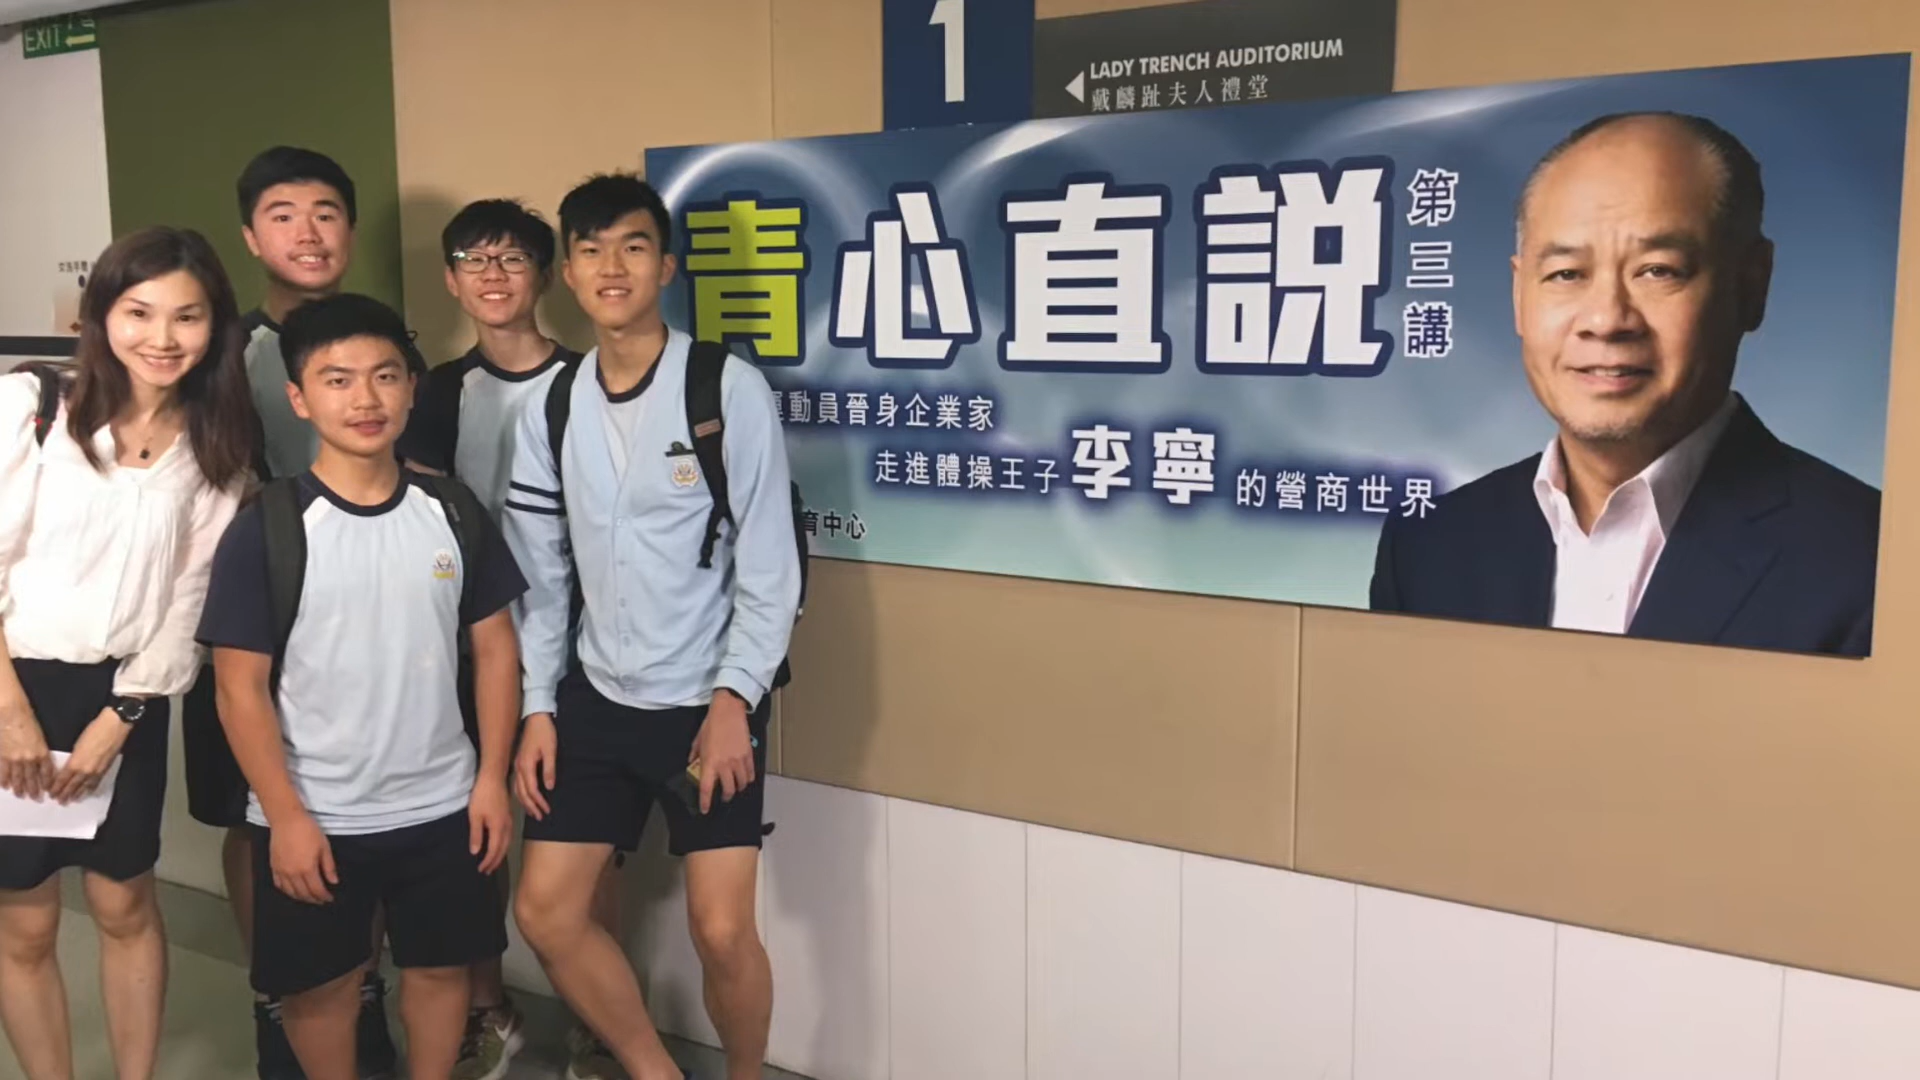 EXIT
1
LADY TRENCH AUDITORIUM
戴麟趾夫人禮堂
青心直説
第三講
運動員晉身企業家
走進體操王子李寧的營商世界
育中心